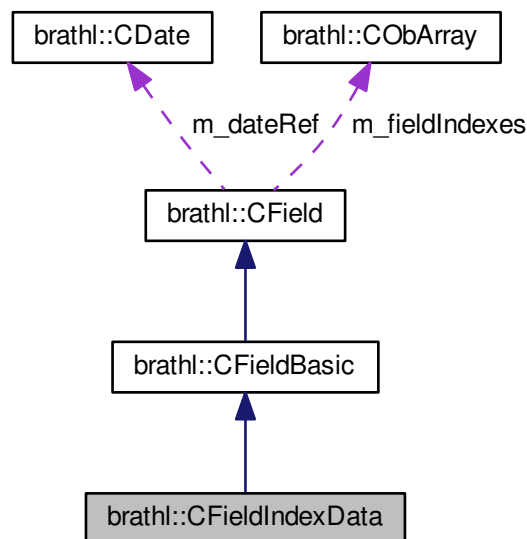 brathl::CDate
brathl::CObArray
m_dateRef
m_fieldIndexes
brathl::CField
brathl::CFieldBasic
brathl::CFieldIndexData